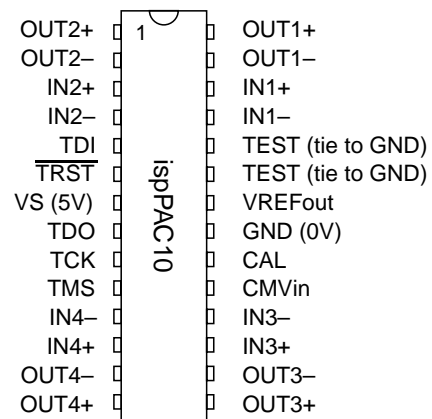 OUT2+ 1 OUT1+
OUT2– OUT1–
IN2+ IN1+
IN2– IN1–
TDI TEST (tie to GND)
TRST TEST (tie to GND)
VS (5V) VREFout
TDO GND (0V)
TCK CAL
TMS CMVin
IN4– IN3–
IN4+ IN3+
OUT4– OUT3–
OUT4+ OUT3+
ispPAC10